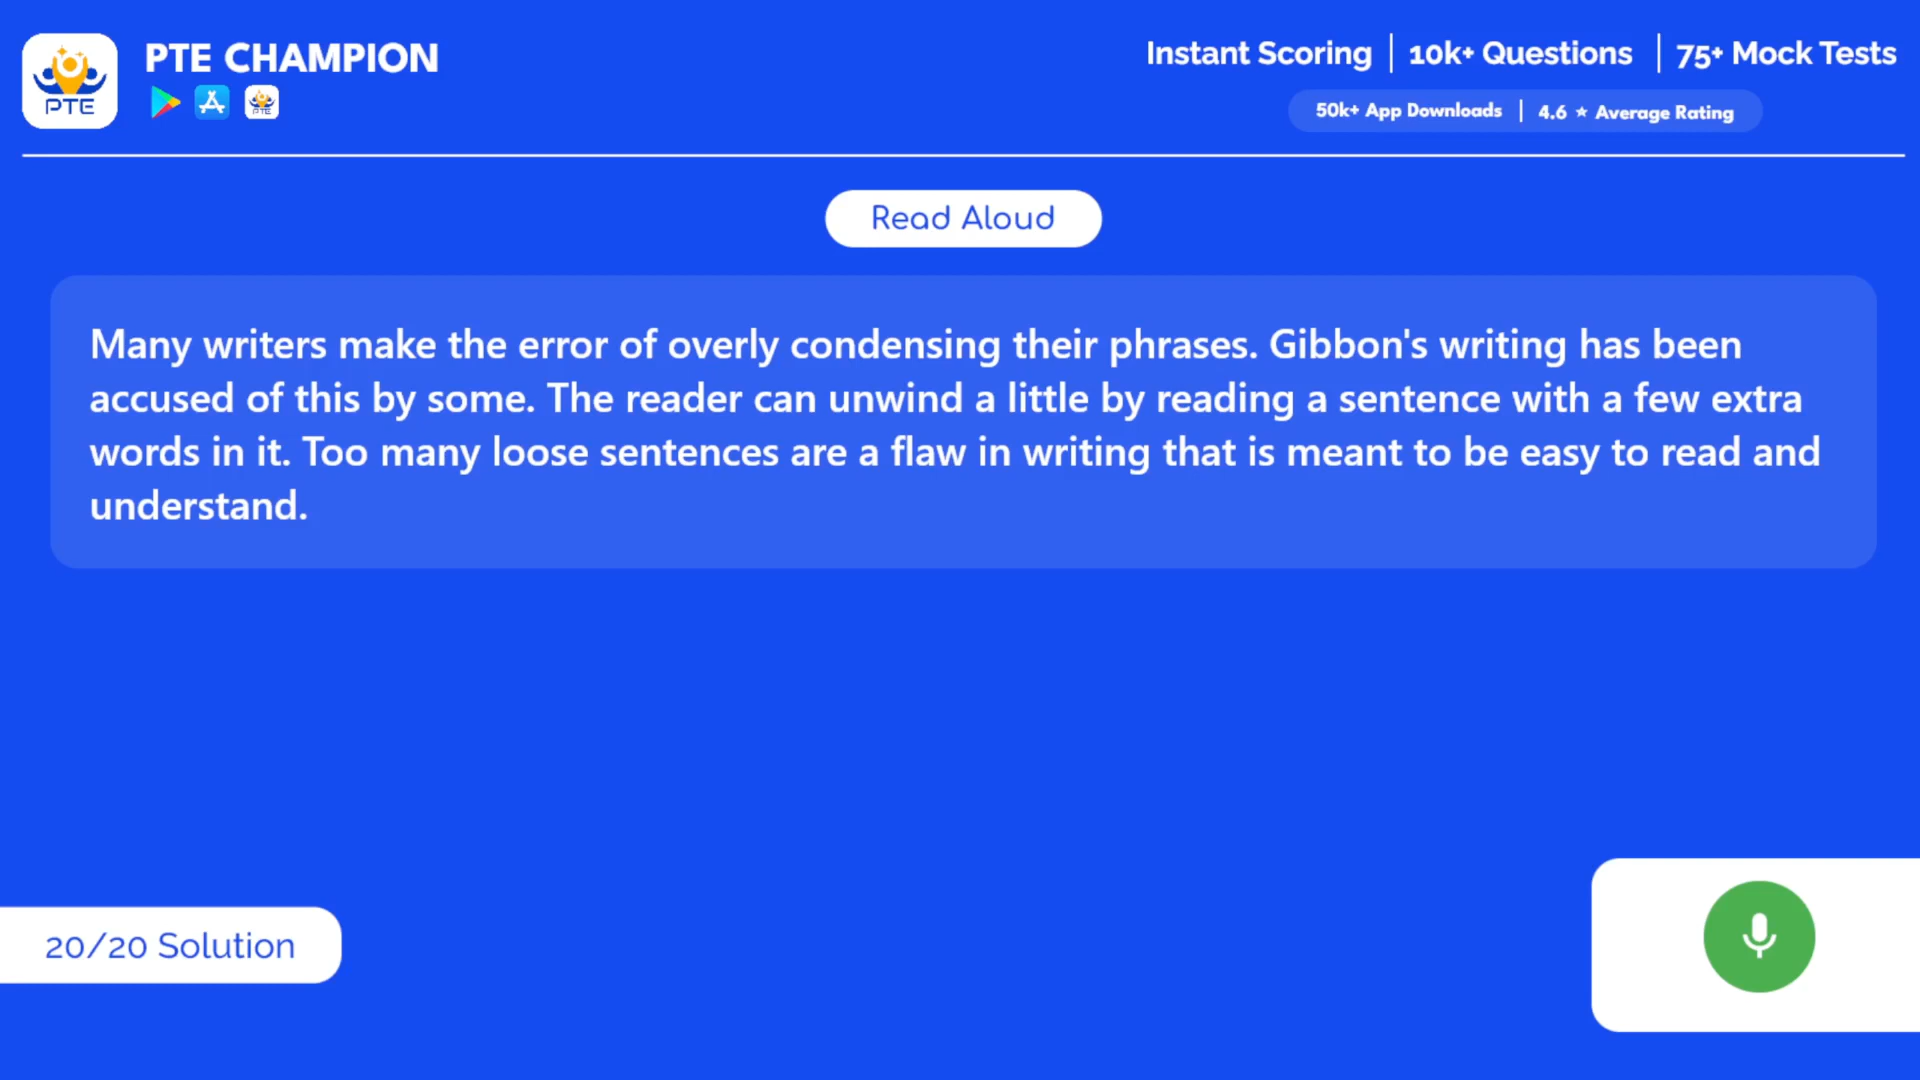 PTE
PTE CHAMPION
PTE
Instant Scoring | 10k+ Questions | 75+ Mock Tests
50k+ App Downloads | 4.6 ★ Average Rating
Read Aloud
Many writers make the error of overly condensing their phrases. Gibbon's writing has been
accused of this by some. The reader can unwind a little by reading a sentence with a few extra
words in it. Too many loose sentences are a flaw in writing that is meant to be easy to read and
understand.
20/20 Solution